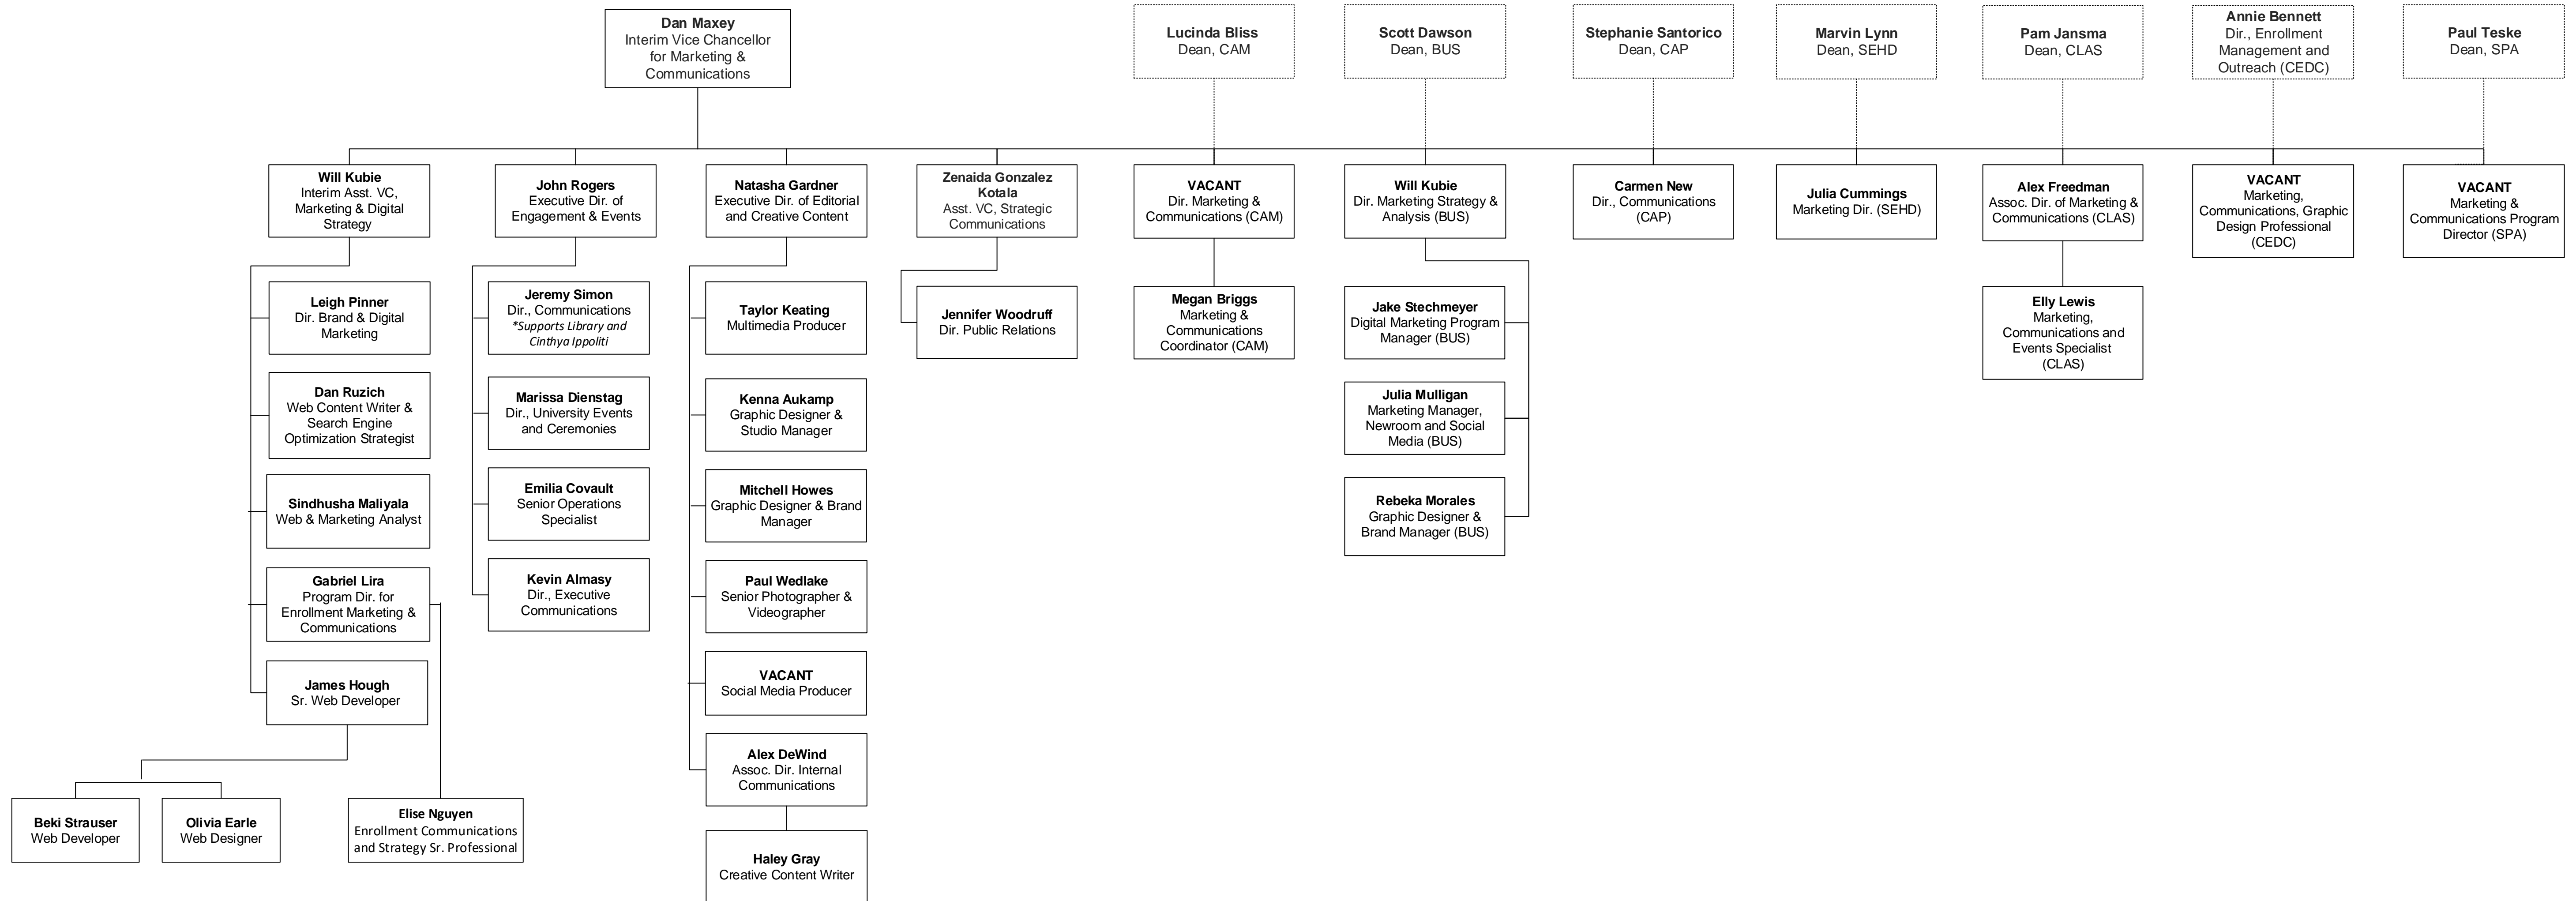 Dan Maxey
Interim Vice Chancellor
for Marketing &
Communications
Lucinda Bliss
Dean, CAM
Scott Dawson
Dean, BUS
Stephanie Santorico
Dean, CAP
Marvin Lynn
Dean, SEHD
Pam Jansma
Dean, CLAS
Annie Bennett
Dir., Enrollment
Management and
Outreach (CEDC)
Paul Teske
Dean, SPA
Will Kubie
Interim Asst. VC,
Marketing & Digital
Strategy
John Rogers
Executive Dir. of
Engagement & Events
Natasha Gardner
Executive Dir. of Editorial
and Creative Content
Zenaida Gonzalez
Kotala
Asst. VC, Strategic
Communications
VACANT
Dir. Marketing &
Communications (CAM)
Will Kubie
Dir. Marketing Strategy &
Analysis (BUS)
Carmen New
Dir., Communications
(CAP)
Julia Cummings
Marketing Dir. (SEHD)
Alex Freedman
Assoc. Dir. of Marketing &
Communications (CLAS)
VACANT
Marketing,
Communications, Graphic
Design Professional
(CEDC)
VACANT
Marketing &
Communications Program
Director (SPA)
Leigh Pinner
Dir. Brand & Digital
Marketing
Dan Ruzich
Web Content Writer &
Search Engine
Optimization Strategist
Sindhusha Maliyala
Web & Marketing Analyst
Gabriel Lira
Program Dir. for
Enrollment Marketing &
Communications
James Hough
Sr. Web Developer
Beki Strauser
Web Developer
Olivia Earle
Web Designer
Elise Nguyen
Enrollment Communications
and Strategy Sr. Professional
Jeremy Simon
Dir., Communications
*Supports Library and
Cinthya Ippoliti
Marissa Dienstag
Dir., University Events
and Ceremonies
Emilia Covault
Senior Operations
Specialist
Kevin Almasy
Dir., Executive
Communications
Taylor Keating
Multimedia Producer
Kenna Aukamp
Graphic Designer &
Studio Manager
Mitchell Howes
Graphic Designer & Brand
Manager
Paul Wedlake
Senior Photographer &
Videographer
VACANT
Social Media Producer
Alex DeWind
Assoc. Dir. Internal
Communications
Haley Gray
Creative Content Writer
Jennifer Woodruff
Dir. Public Relations
Megan Briggs
Marketing &
Communications
Coordinator (CAM)
Jake Stechmeyer
Digital Marketing Program
Manager (BUS)
Julia Mulligan
Marketing Manager,
Newroom and Social
Media (BUS)
Rebeka Morales
Graphic Designer &
Brand Manager (BUS)
Elly Lewis
Marketing,
Communications and
Events Specialist
(CLAS)